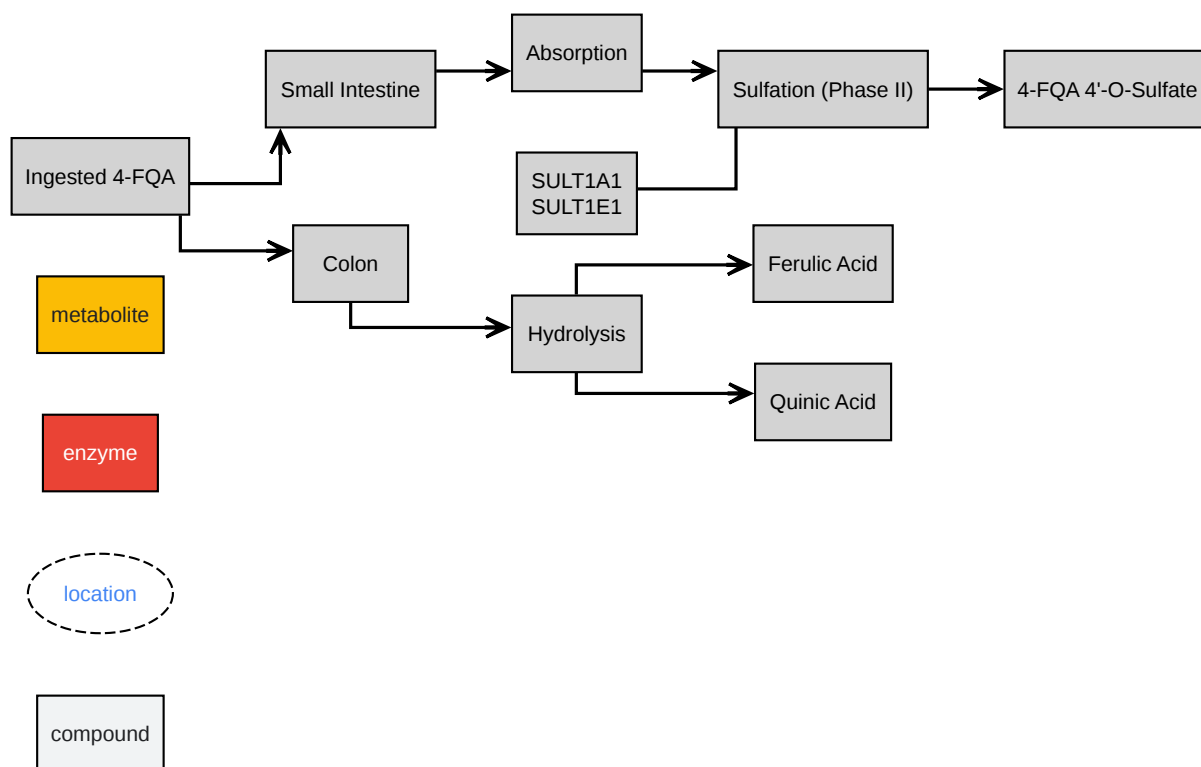 Absorption
Small Intestine
Sulfation (Phase II)
4-FQA 4'-O-Sulfate
Ingested 4-FQA
SULT1A1
SULT1E1
Colon
Ferulic Acid
metabolite
Hydrolysis
Quinic Acid
enzyme
location
compound